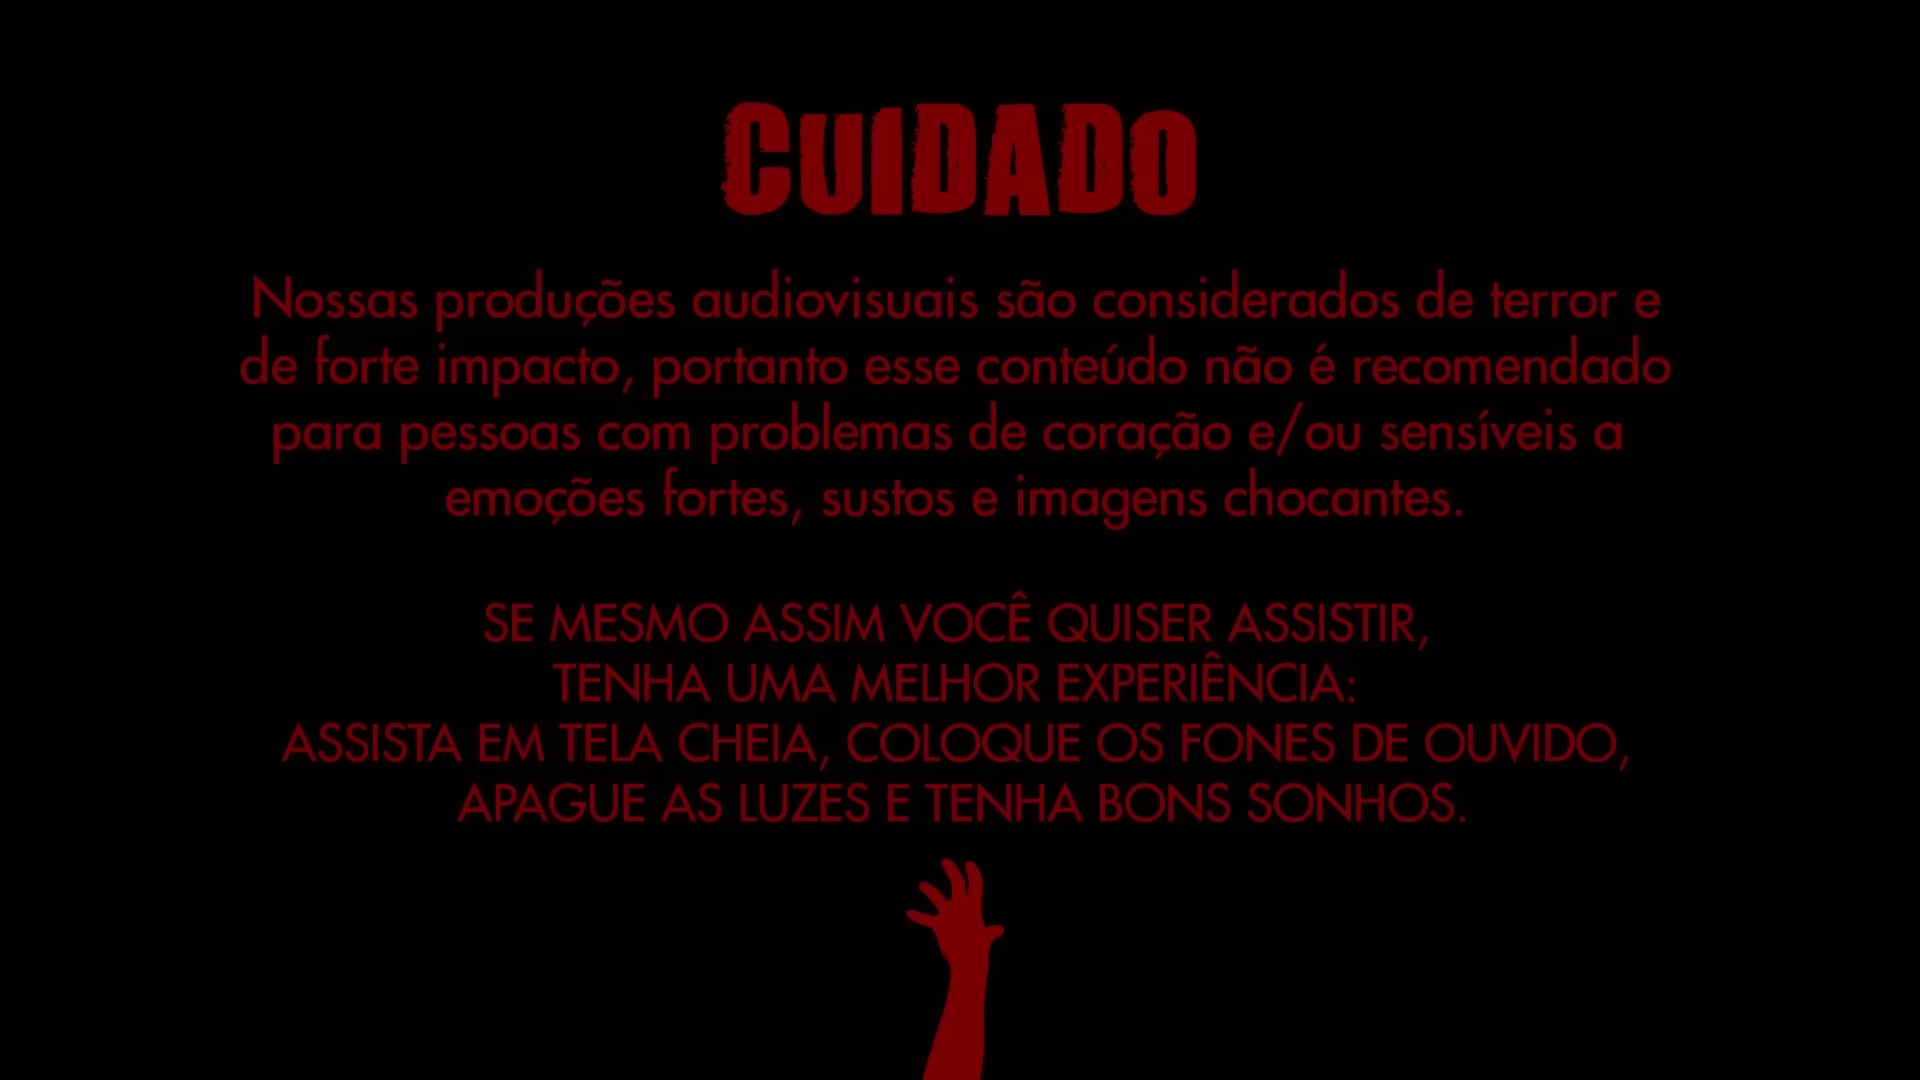 CUIDADO
Nossas produções audiovisuais são considerados de terror e
de forte impacto, portanto esse conteúdo não é recomendado
para pessoas com problemas de coração e/ou sensíveis a
emoções fortes, sustos e imagens chocantes.
SE MESMO ASSIM VOCÊ QUISER ASSISTIR,
TENHA UMA MELHOR EXPERIÊNCIA:
ASSISTA EM TELA CHEIA, COLOQUE OS FONES DE OUVIDO,
APAGUE AS LUZES E TENHA BONS SONHOS.